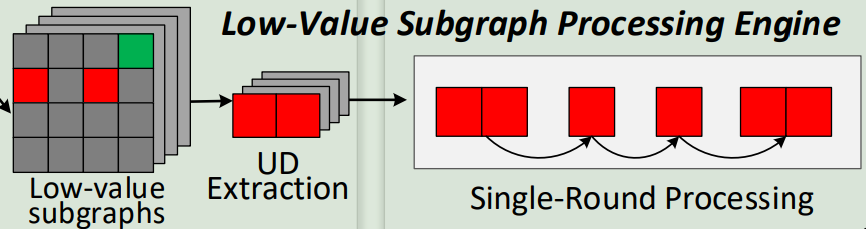 Low-Value Subgraph Processing Engine
Low-value
subgraphs
UD
Extraction
Single-Round Processing